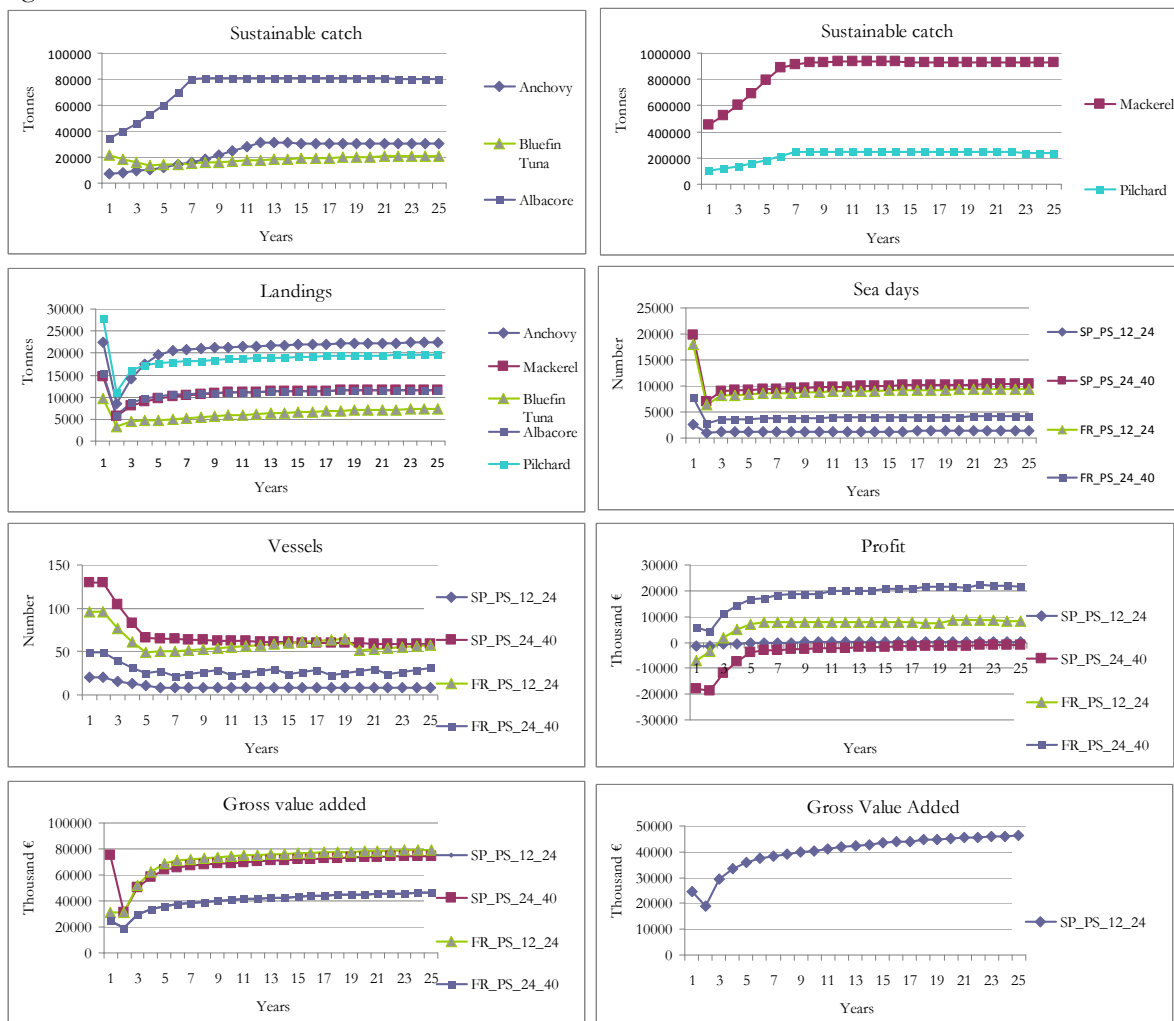 Sustainable catch
Tonnes
100000
80000
60000
40000
20000
0
1 3 5 7 9 11 13 15 17 19 21 23 25
Years
Anchovy
Bluefin
Tuna
Albacore
Sustainable catch
Tonnes
1000000
800000
600000
400000
200000
0
1 3 5 7 9 11 13 15 17 19 21 23 25
Years
Mackerel
Pilchard
Landings
Tonnes
30000
25000
20000
15000
10000
5000
0
1 3 5 7 9 11 13 15 17 19 21 23 25
Years
Anchovy
Mackerel
Bluefin
Tuna
Albacore
Pilchard
Sea days
Number
25000
20000
15000
10000
5000
0
1 3 5 7 9 11 13 15 17 19 21 23 25
Years
SP_PS_12_24
SP_PS_24_40
FR_PS_12_24
FR_PS_24_40
Vessels
Number
150
100
50
0
1 3 5 7 9 11 13 15 17 19 21 23 25
Years
SP_PS_12_24
SP_PS_24_40
FR_PS_12_24
FR_PS_24_40
Profit
Thousand €
30000
20000
10000
0
-10000
-20000
-30000
1 3 5 7 9 11 13 15 17 19 21 23 25
Years
SP_PS_12_24
SP_PS_24_40
FR_PS_12_24
FR_PS_24_40
Gross value added
Thousand €
100000
80000
60000
40000
20000
0
1 3 5 7 9 11 13 15 17 19 21 23 25
Years
SP_PS_12_24
SP_PS_24_40
FR_PS_12_24
FR_PS_24_40
Gross Value Added
Thousand €
50000
40000
30000
20000
10000
0
1 3 5 7 9 11 13 15 17 19 21 23 25
Years
SP_PS_12_24